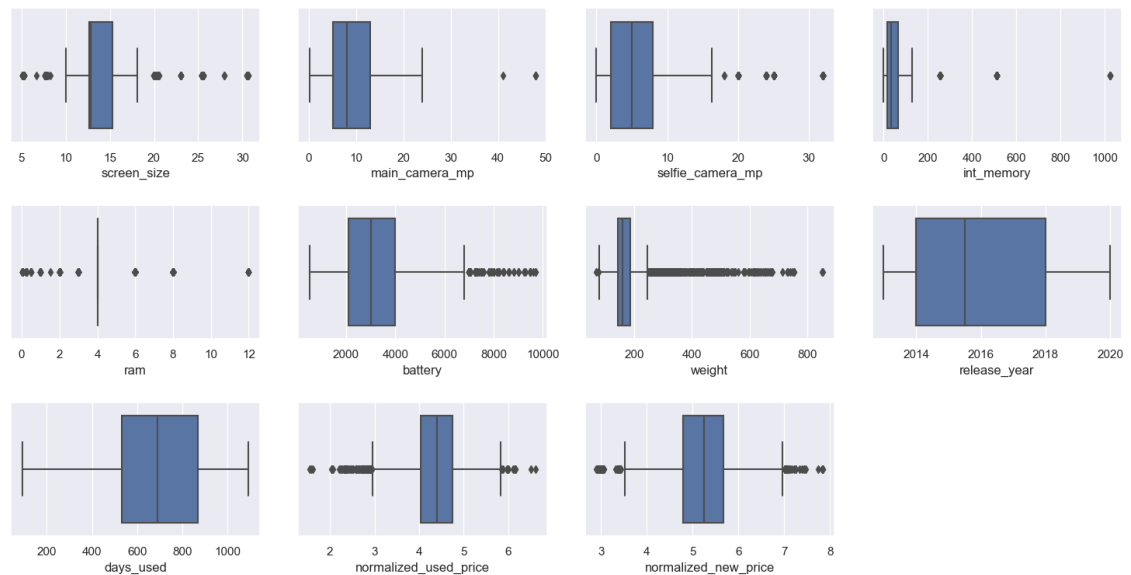 5 10 15 20 25 30
screen_size
0 10 20 30 40 50
main_camera_mp
0 10 20 30
selfie_camera_mp
0 200 400 600 800 1000
int_memory
0 2 4 6 8 10 12
ram
2000 4000 6000 8000 10000
battery
200 400 600 800
weight
2014 2016 2018 2020
release_year
200 400 600 800 1000
days_used
2 3 4 5 6
normalized_used_price
3 4 5 6 7 8
normalized_new_price